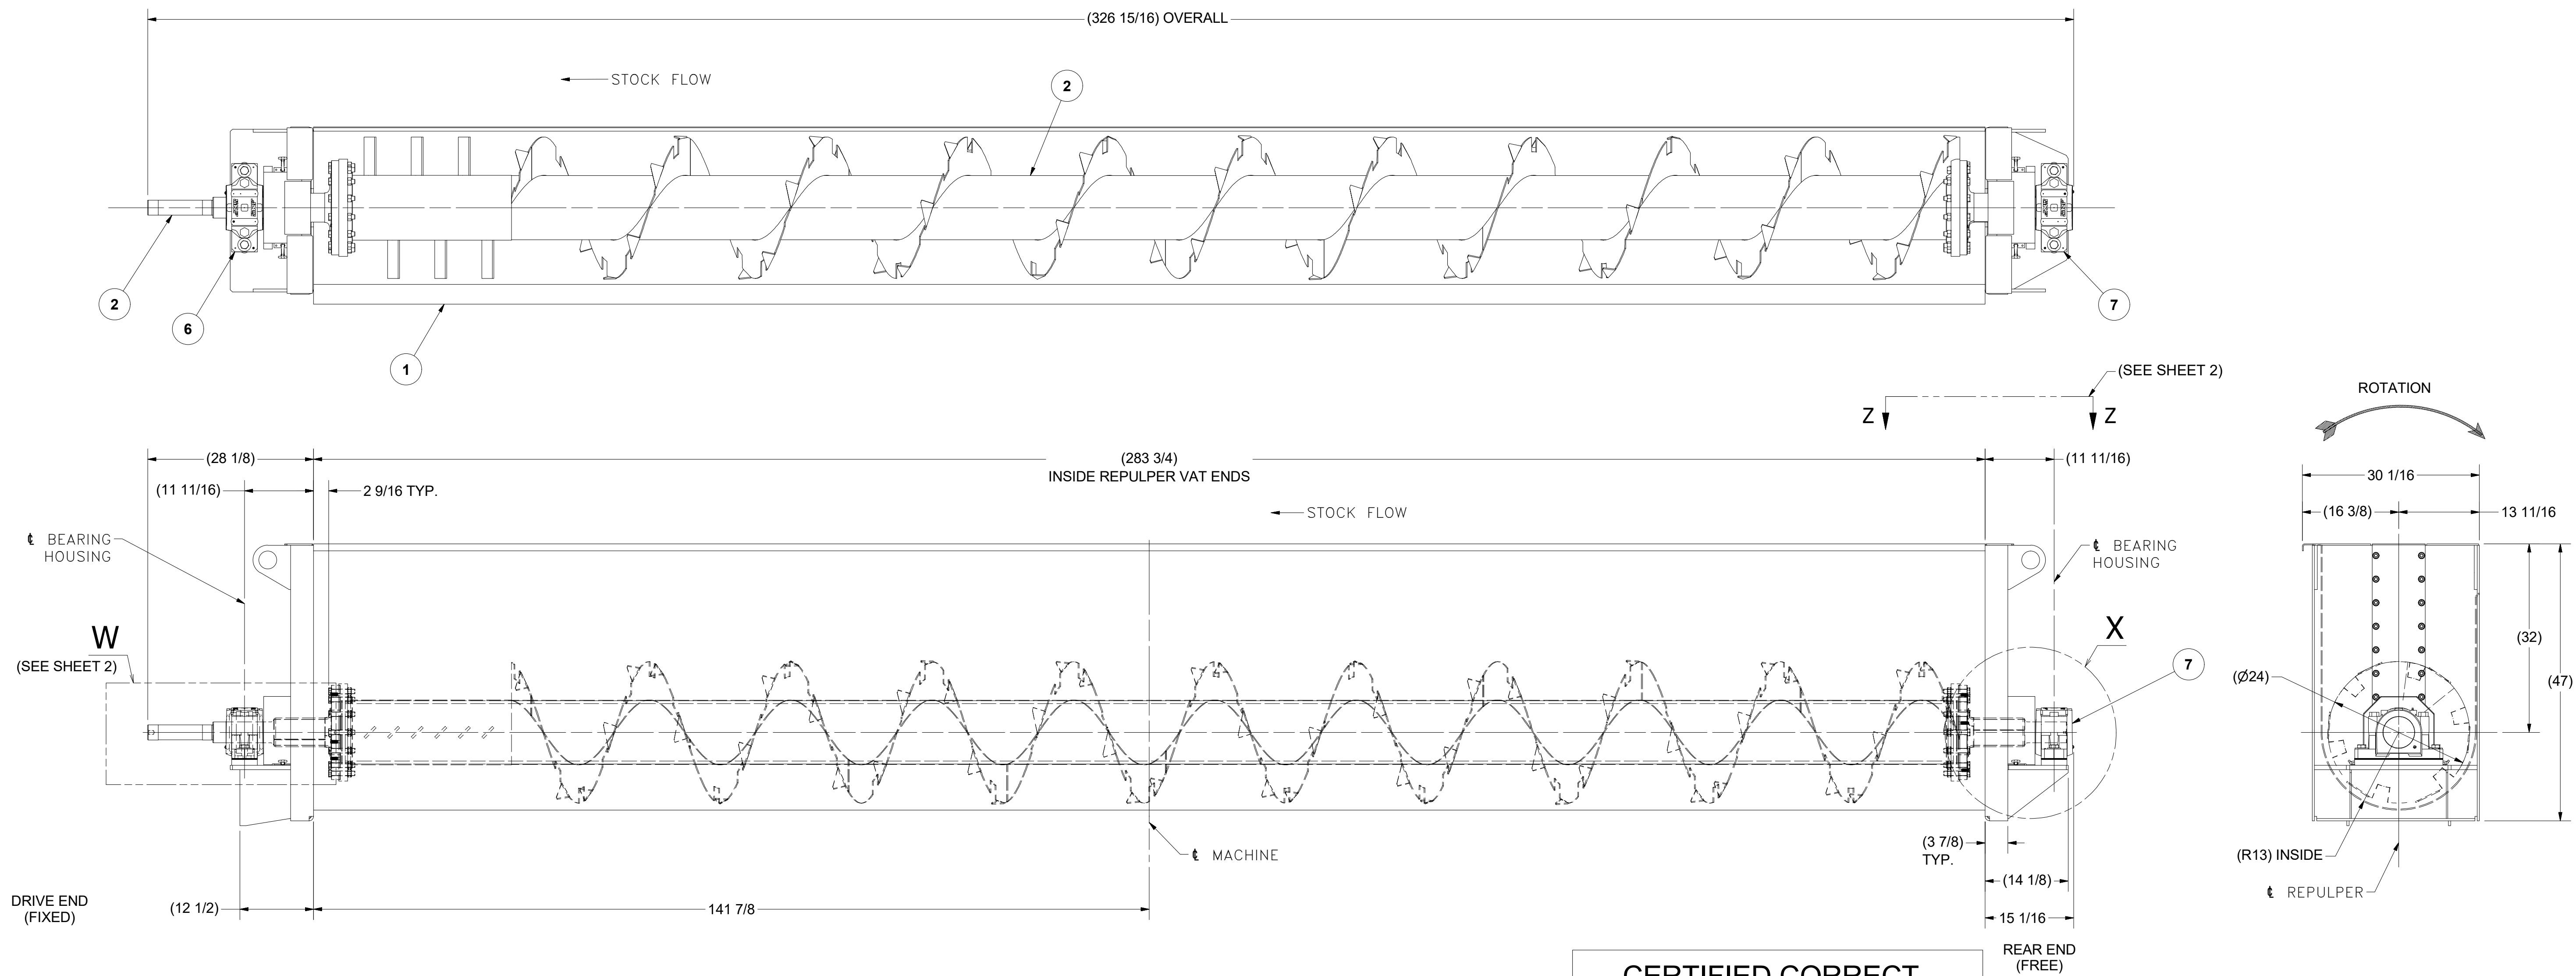 (326 15/16) OVERALL
STOCK FLOW
2
2
6
1
7
(SEE SHEET 2)
Z
Z
ROTATION
(28 1/8)
(283 3/4)
INSIDE REPULPER VAT ENDS
(11 11/16)
(11 11/16)
2 9/16 TYP.
STOCK FLOW
30 1/16
(16 3/8)
13 11/16
℄ BEARING
HOUSING
℄ BEARING
HOUSING
W
(SEE SHEET 2)
X
7
(32)
(Ø24)
(47)
℄ MACHINE
(3 7/8)
TYP.
(R13) INSIDE
(14 1/8)
℄ REPULPER
DRIVE END
(FIXED)
(12 1/2)
141 7/8
15 1/16
REAR END
(FREE)
CERTIFIED CORRECT